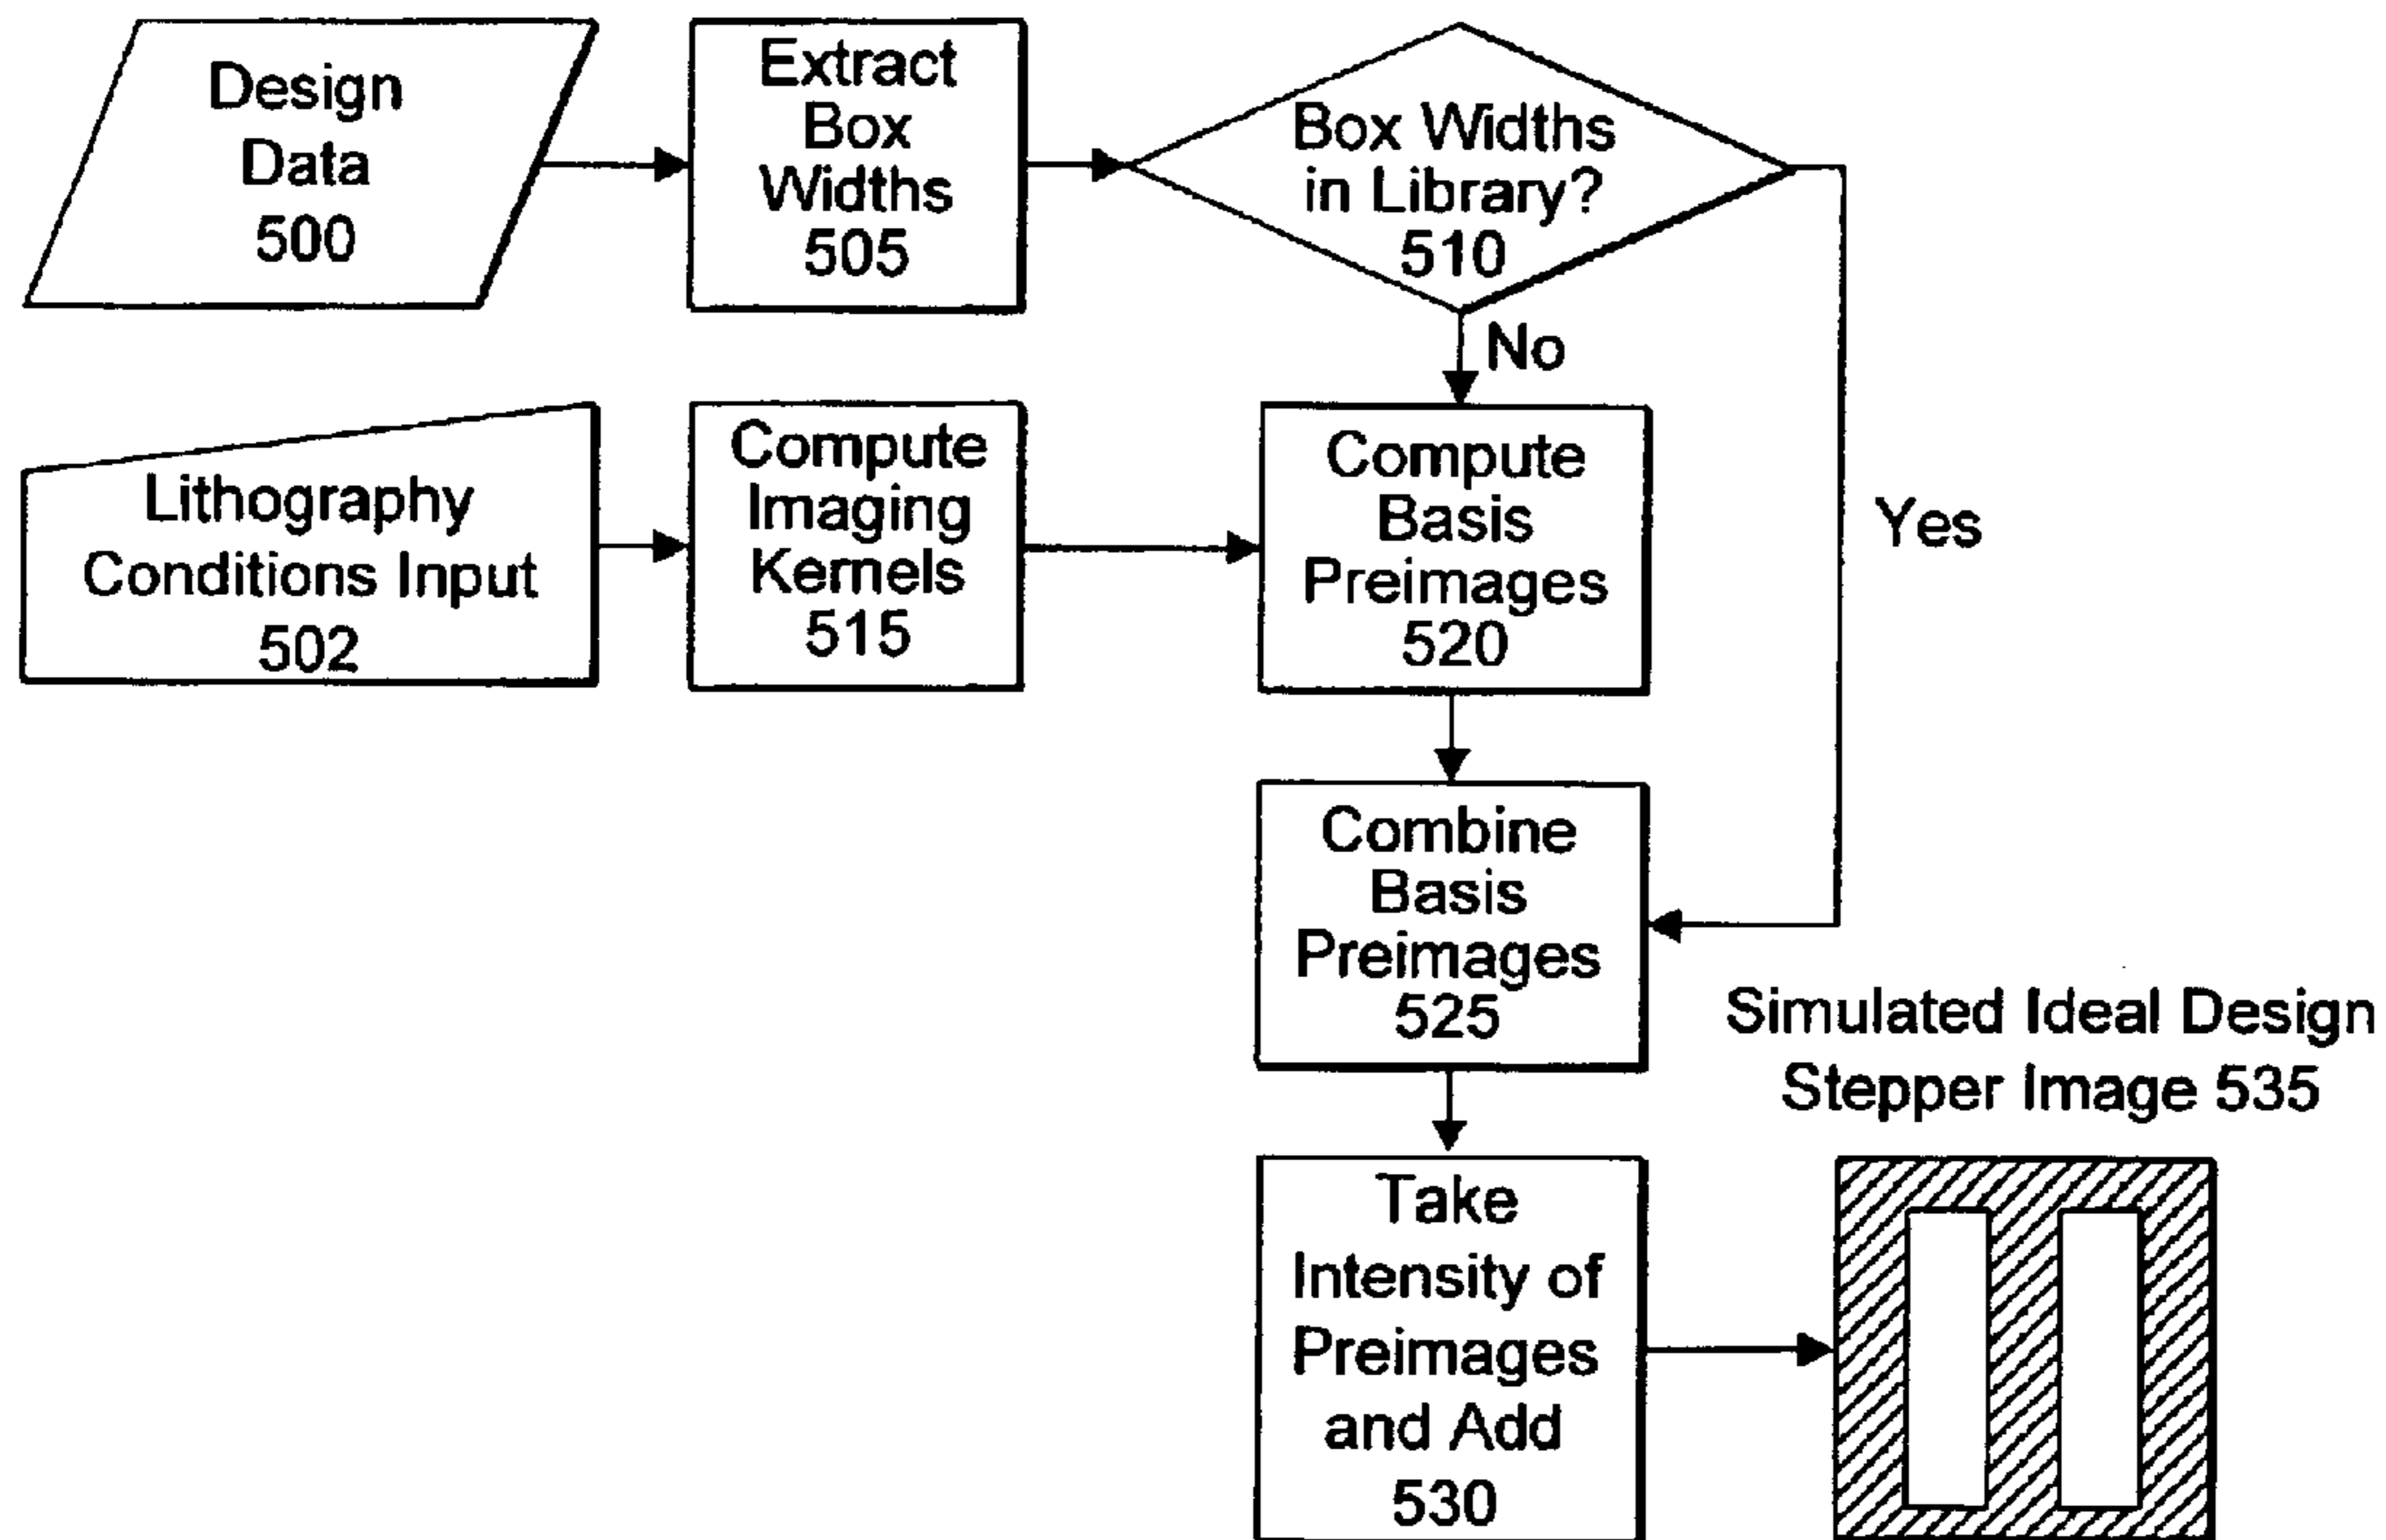 Design
Data
500
Extract
Box
Widths
505
Box Widths
in Library?
510
No
Lithography
Conditions Input
502
Compute
Imaging
Kernels
515
Compute
Basis
Preimages
520
Yes
Combine
Basis
Preimages
525
Simulated Ideal Design
Stepper Image 535
Take
Intensity of
Preimages
and Add
530